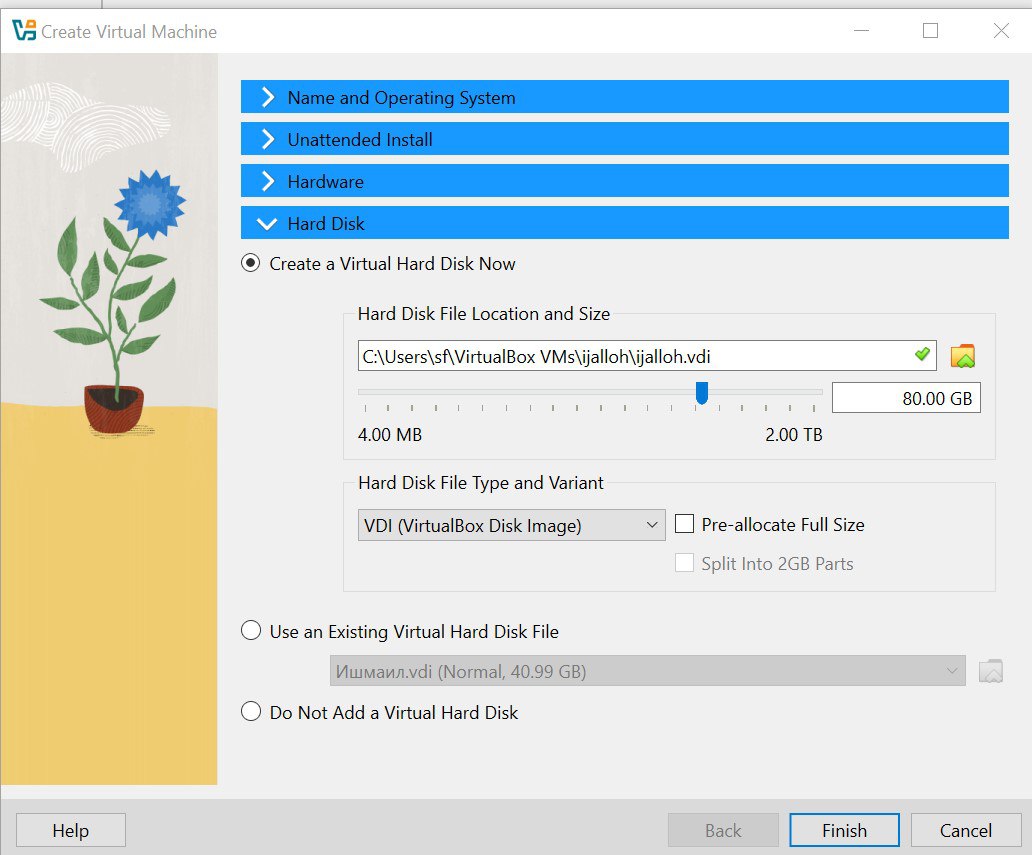 Create Virtual Machine
Name and Operating System
Unattended Install
Hardware
Hard Disk
Create a Virtual Hard Disk Now
Hard Disk File Location and Size
C:\Users\sf\VirtualBox VMs\ijalloh\ijalloh.vdi
80.00 GB
4.00 MB 2.00 TB
Hard Disk File Type and Variant
VDI (VirtualBox Disk Image) Pre-allocate Full Size
Split Into 2GB Parts
Use an Existing Virtual Hard Disk File
Ишмаил.vdi (Normal, 40.99 GB)
Do Not Add a Virtual Hard Disk
Help Back Finish Cancel